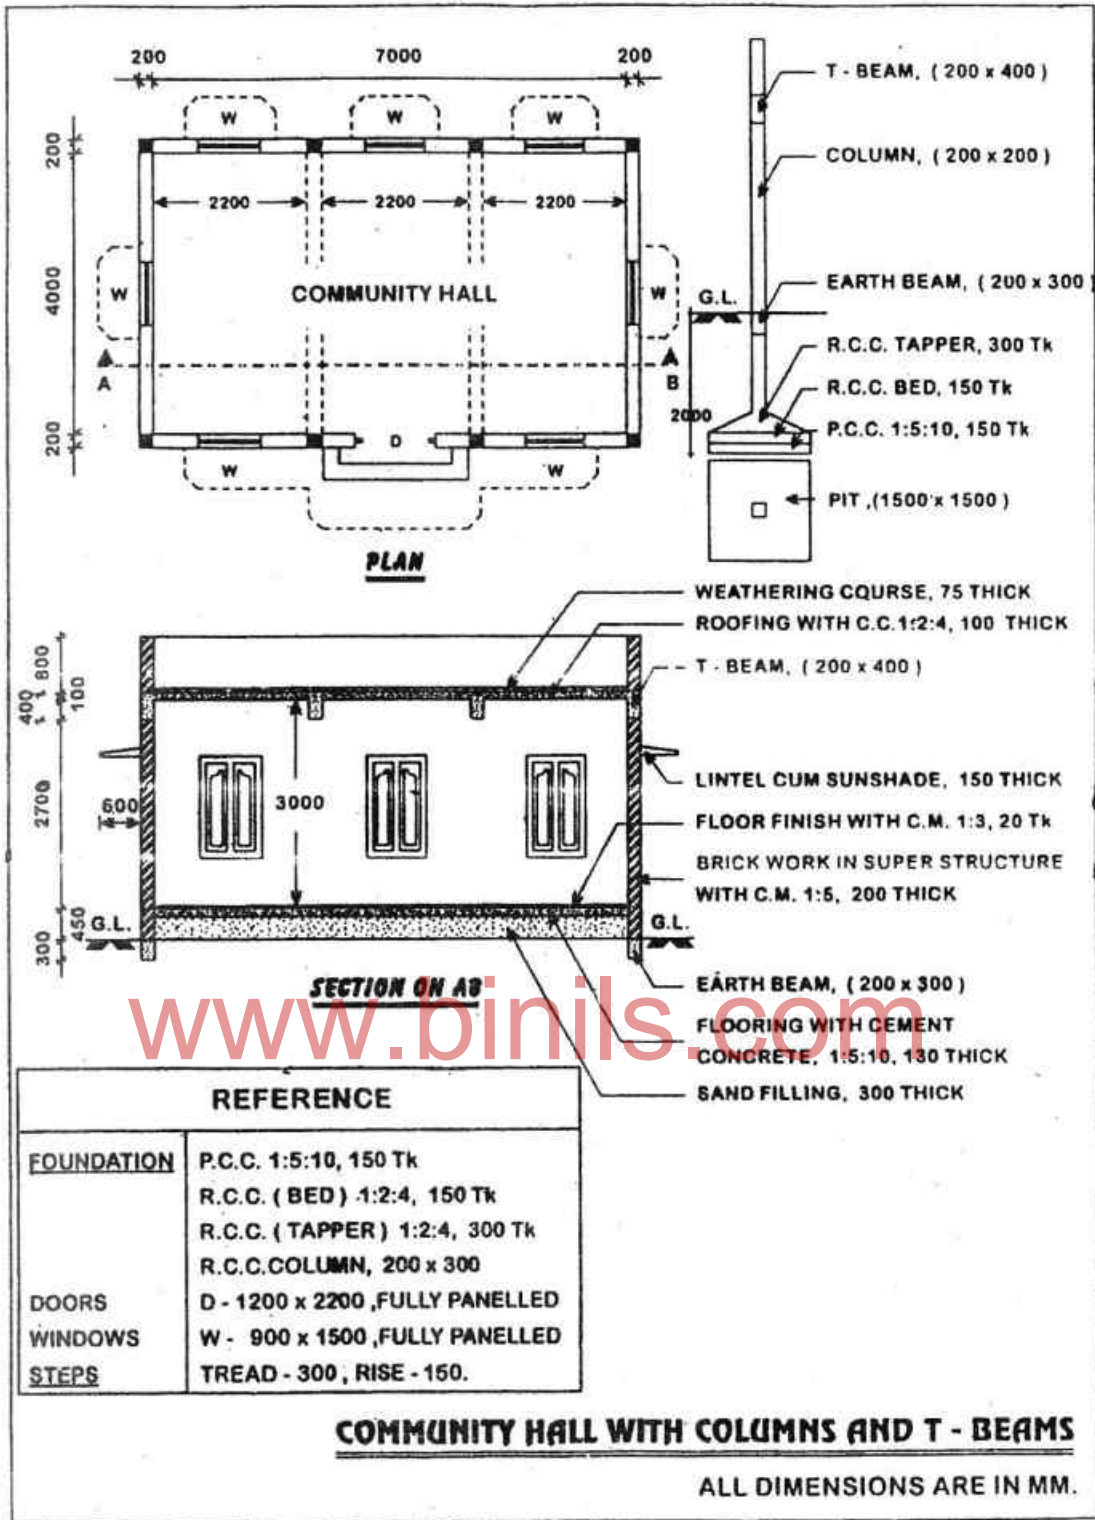 200 7000 200
T - BEAM, ( 200 x 400 )
W W W
200
COLUMN, ( 200 x 200 )
2200 2200 2200
4000
W COMMUNITY HALL W
EARTH BEAM, ( 200 x 300 )
G.L.
R.C.C. TAPPER, 300 Tk
A B
R.C.C. BED, 150 Tk
2000
P.C.C. 1:5:10, 150 Tk
200
D
W W
PIT ,(1500 x 1500 )
PLAN
WEATHERING COURSE, 75 THICK
ROOFING WITH C.C.1:2:4, 100 THICK
T - BEAM, ( 200 x 400 )
800
400
100
LINTEL CUM SUNSHADE, 150 THICK
2700
600
3000
FLOOR FINISH WITH C.M. 1:3, 20 Tk
BRICK WORK IN SUPER STRUCTURE
WITH C.M. 1:5, 200 THICK
450
G.L. G.L.
300
SECTION ON AB
EARTH BEAM, ( 200 x 300 )
www.binils.com
FLOORING WITH CEMENT
CONCRETE, 1:5:10, 130 THICK
SAND FILLING, 300 THICK
REFERENCE
FOUNDATION P.C.C. 1:5:10, 150 Tk
R.C.C. ( BED ) 1:2:4, 150 Tk
R.C.C. ( TAPPER ) 1:2:4, 300 Tk
R.C.C.COLUMN, 200 x 300
DOORS D - 1200 x 2200 ,FULLY PANELLED
WINDOWS W - 900 x 1500 ,FULLY PANELLED
STEPS TREAD - 300 , RISE - 150.
COMMUNITY HALL WITH COLUMNS AND T - BEAMS
ALL DIMENSIONS ARE IN MM.